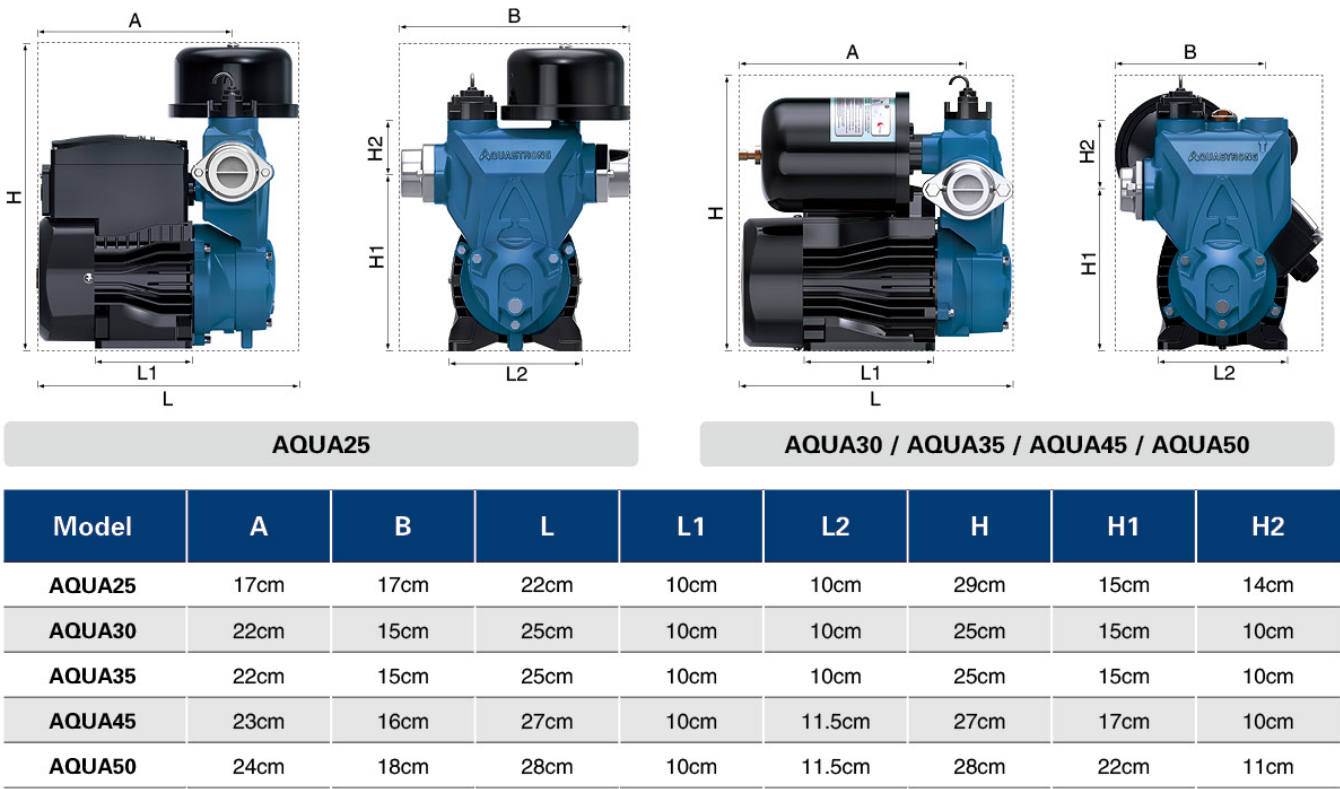 A
B
H
H2
H1
AQUASTRONG
L1
L2
L
A
B
H
H2
H1
AQUASTRONG
L1
L2
L
AQUA25
AQUA30 / AQUA35 / AQUA45 / AQUA50
Model A B L L1 L2 H H1 H2
AQUA25 17cm 17cm 22cm 10cm 10cm 29cm 15cm 14cm
AQUA30 22cm 15cm 25cm 10cm 10cm 25cm 15cm 10cm
AQUA35 22cm 15cm 25cm 10cm 10cm 25cm 15cm 10cm
AQUA45 23cm 16cm 27cm 10cm 11.5cm 27cm 17cm 10cm
AQUA50 24cm 18cm 28cm 10cm 11.5cm 28cm 22cm 11cm